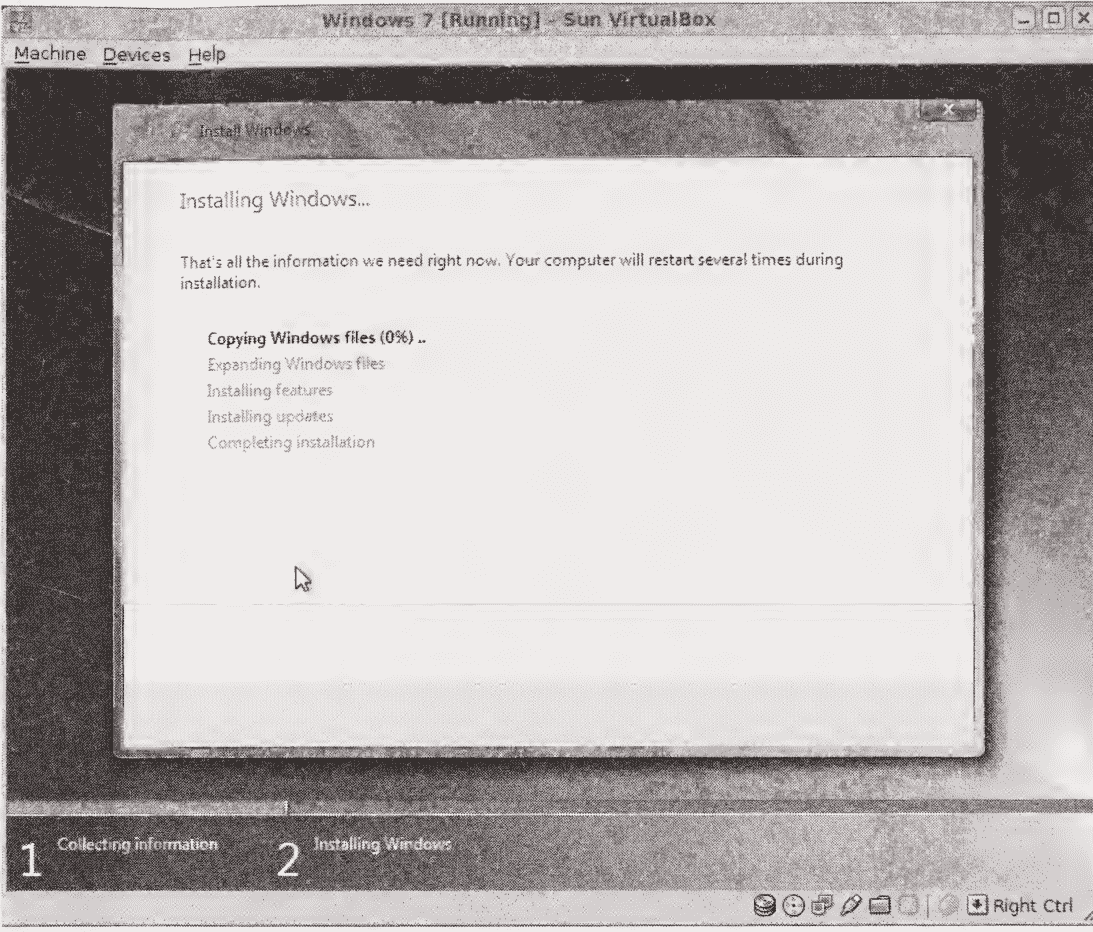 Windows 7 [Running] - Sun VirtualBox
Machine Devices Help
Install Windows
Installing Windows...
That's all the information we need right now. Your computer will restart several times during
installation.
Copying Windows files (0%) ..
Expanding Windows files
Installing features
Installing updates
Completing installation
1 Collecting information 2 Installing Windows
Right Ctrl